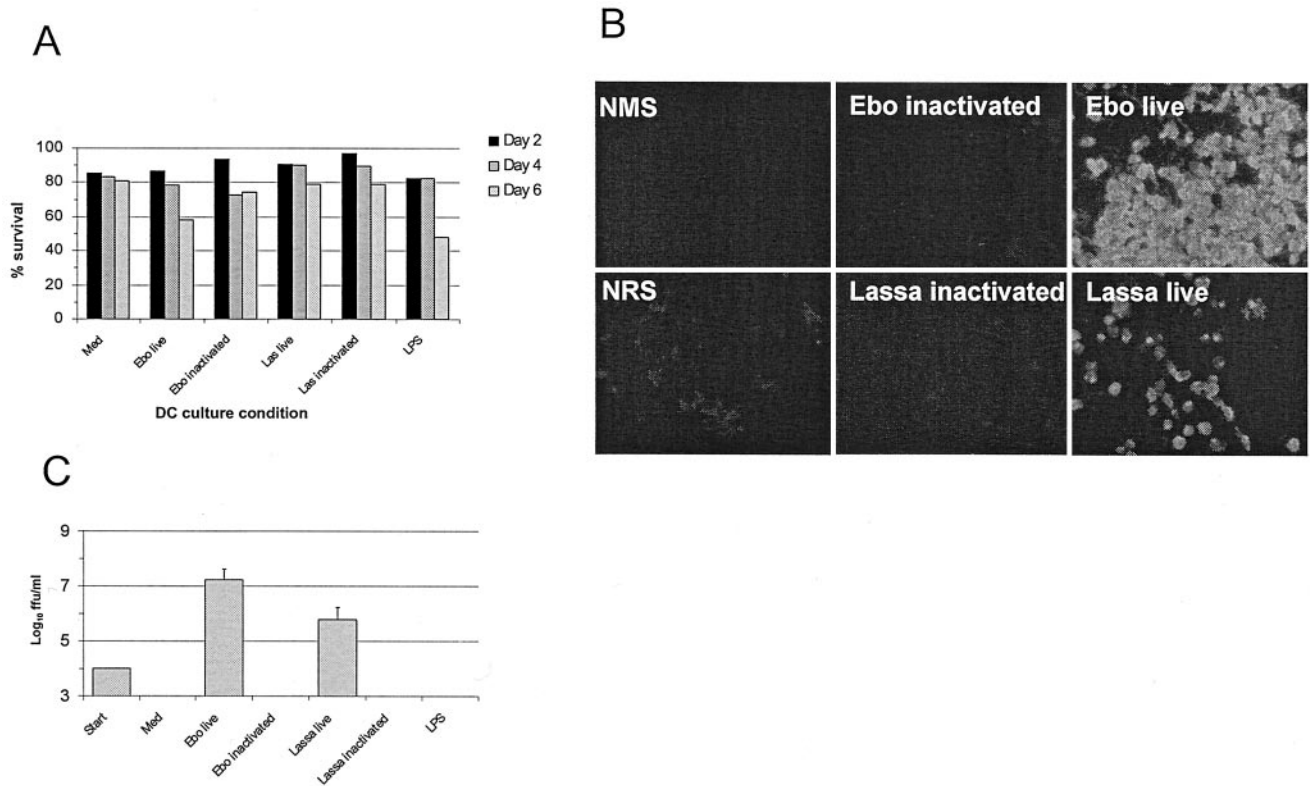 A
100
80
60
40
20
0
% survival
Med
Ebo live
Ebo inactivated
Las live
Las inactivated
LPS
DC culture condition
Day 2
Day 4
Day 6
B
NMS
Ebo inactivated
Ebo live
NRS
Lassa inactivated
Lassa live
C
9
7
5
3
Log₁₀ ffu/ml
Start
Med
Ebo live
Ebo inactivated
Lassa live
Lassa inactivated
LPS